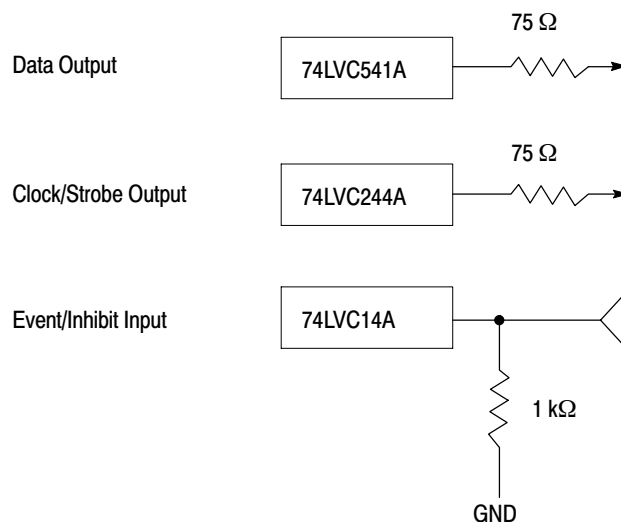 75 Ω
Data Output
74LVC541A
75 Ω
Clock/Strobe Output
74LVC244A
Event/Inhibit Input
74LVC14A
1 kΩ
GND